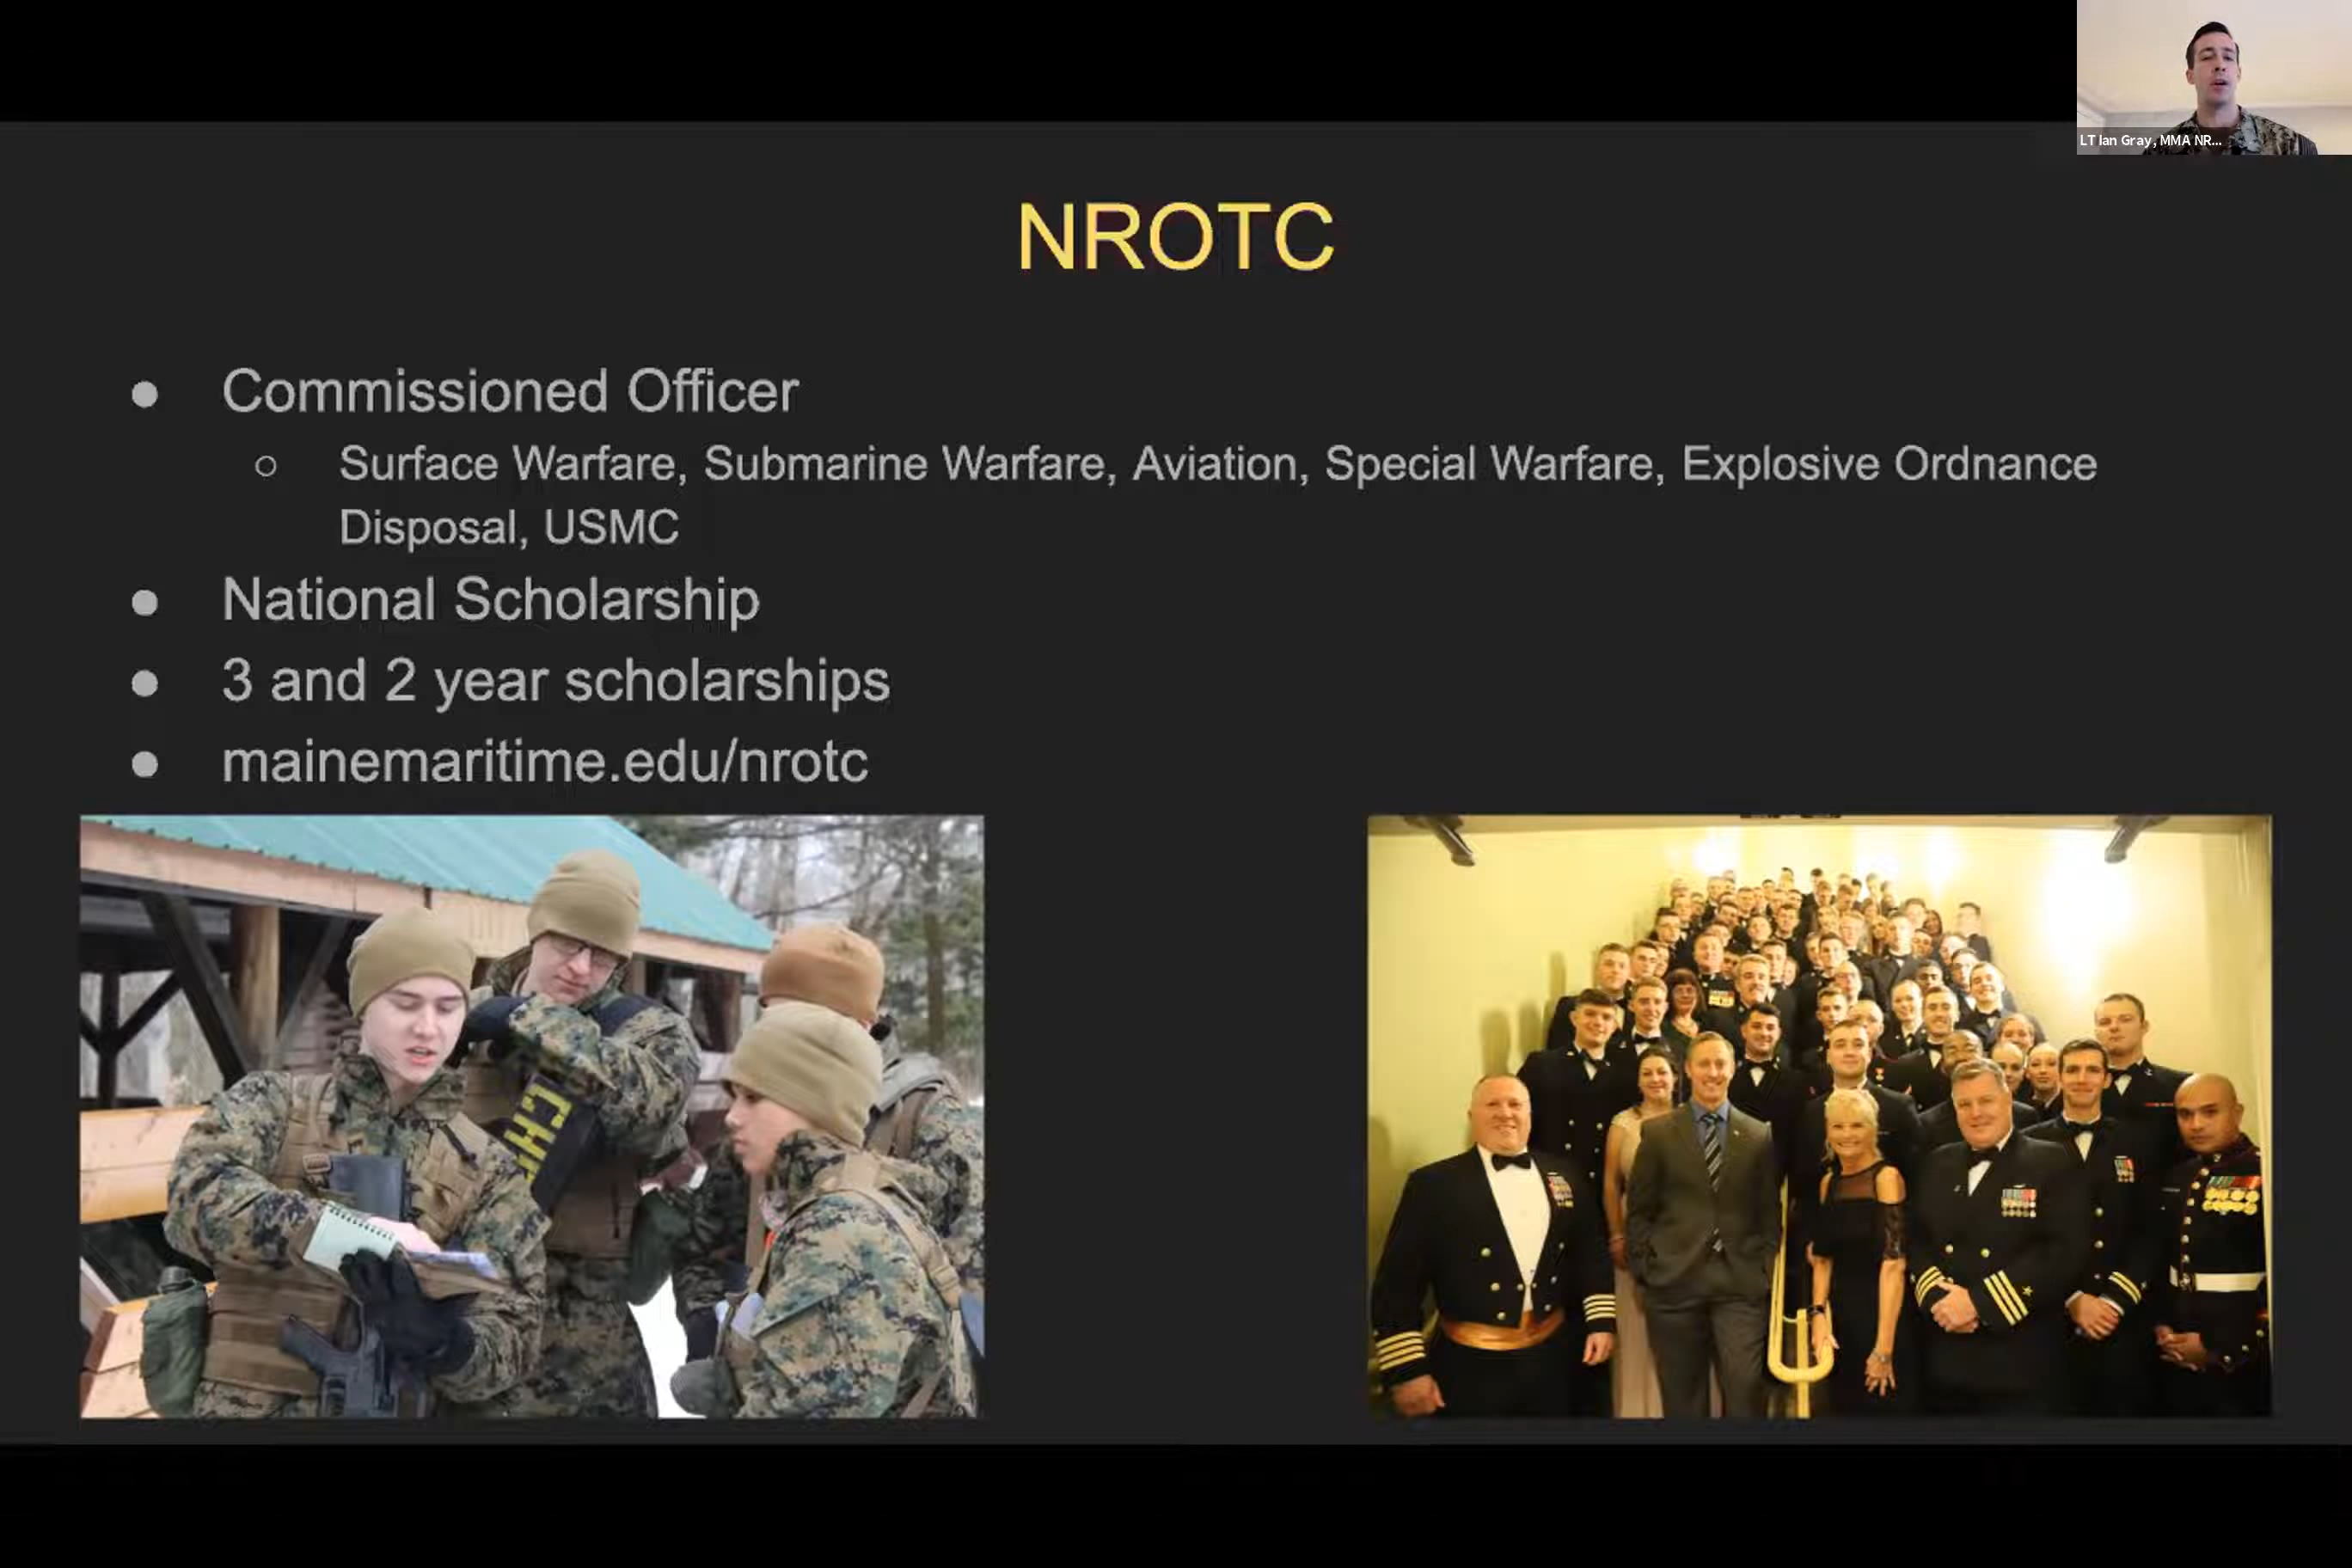 LT Ian Gray, MMA NR...
NROTC
● Commissioned Officer
○ Surface Warfare, Submarine Warfare, Aviation, Special Warfare, Explosive Ordnance
Disposal, USMC
● National Scholarship
● 3 and 2 year scholarships
● mainemaritime.edu/nrotc